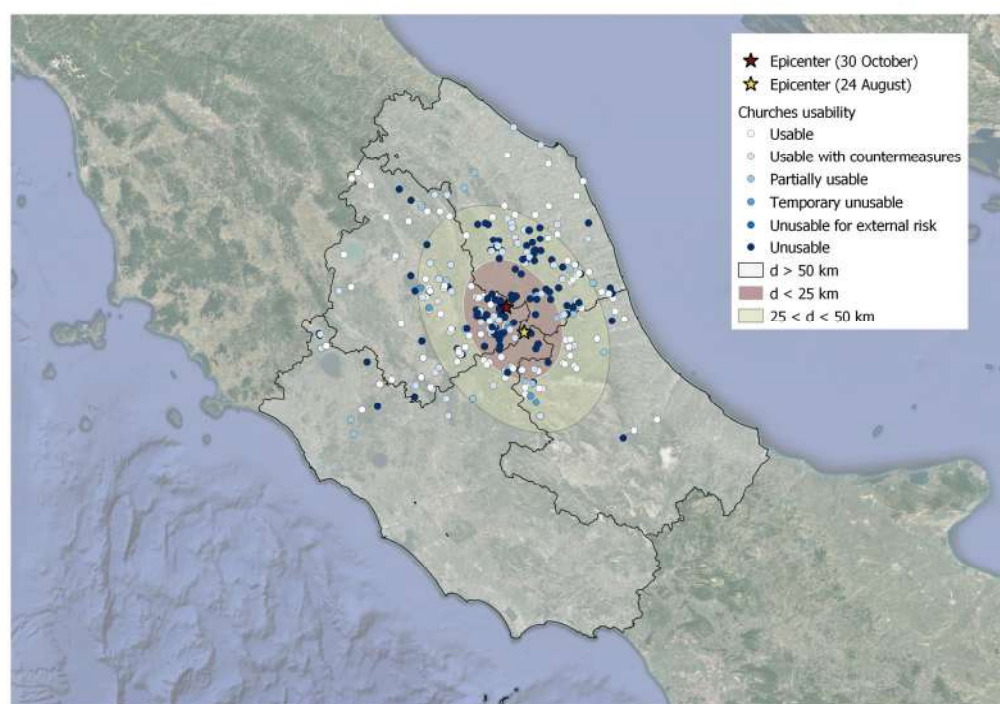 Epicenter (30 October)
Epicenter (24 August)
Churches usability
Usable
Usable with countermeasures
Partially usable
Temporary unusable
Unusable for external risk
Unusable
d > 50 km
d < 25 km
25 < d < 50 km